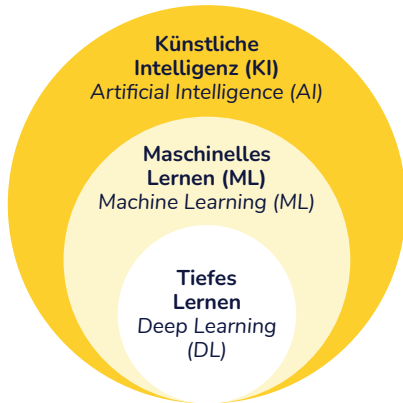 Künstliche
Intelligenz (KI)
Artificial Intelligence (AI)
Maschinelles
Lernen (ML)
Machine Learning (ML)
Tiefes
Lernen
Deep Learning
(DL)